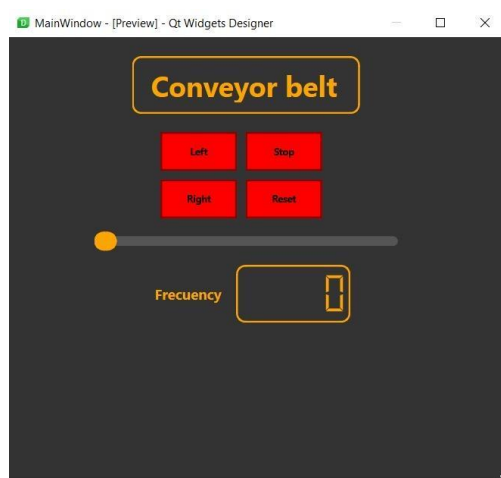 MainWindow - [Preview] - Qt Widgets Designer
Conveyor belt
Left Stop
Right Reset
Frecuency 0